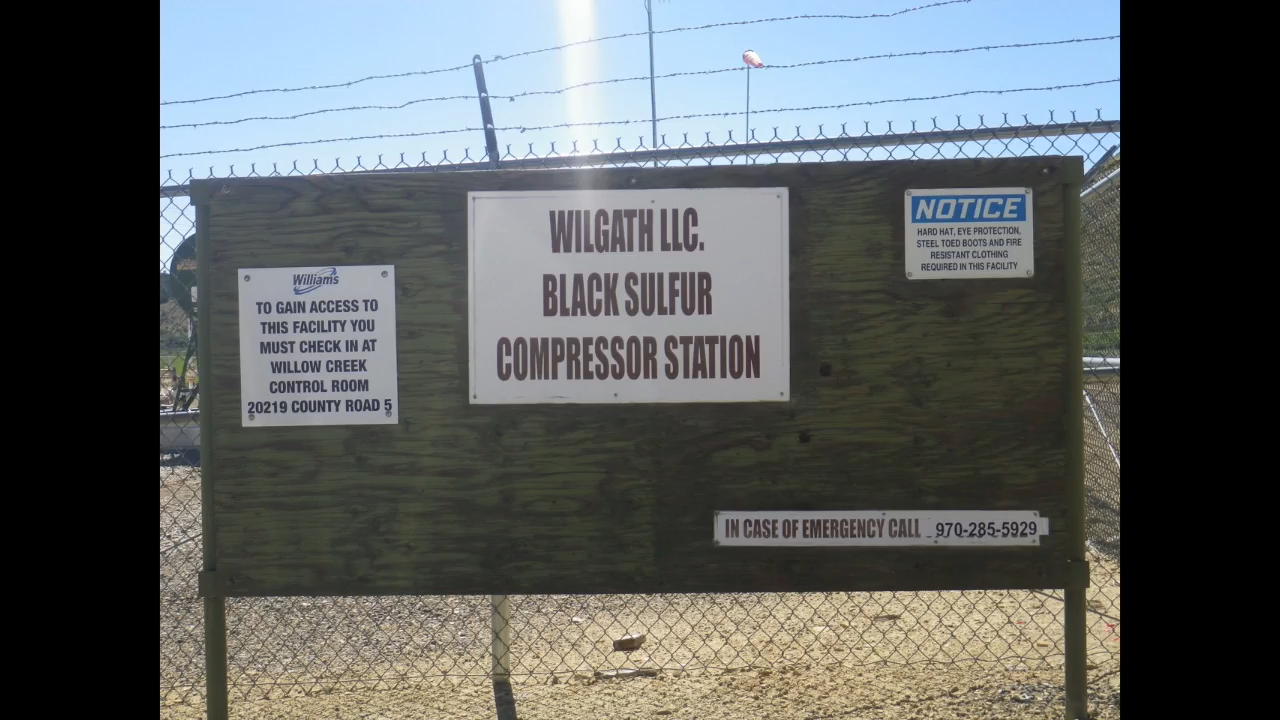 Williams
TO GAIN ACCESS TO
THIS FACILITY YOU
MUST CHECK IN AT
WILLOW CREEK
CONTROL ROOM
20219 COUNTY ROAD 5
WILGATH LLC.
BLACK SULFUR
COMPRESSOR STATION
NOTICE
HARD HAT, EYE PROTECTION,
STEEL TOED BOOTS AND FIRE
RESISTANT CLOTHING
REQUIRED IN THIS FACILITY
IN CASE OF EMERGENCY CALL 970-285-5929